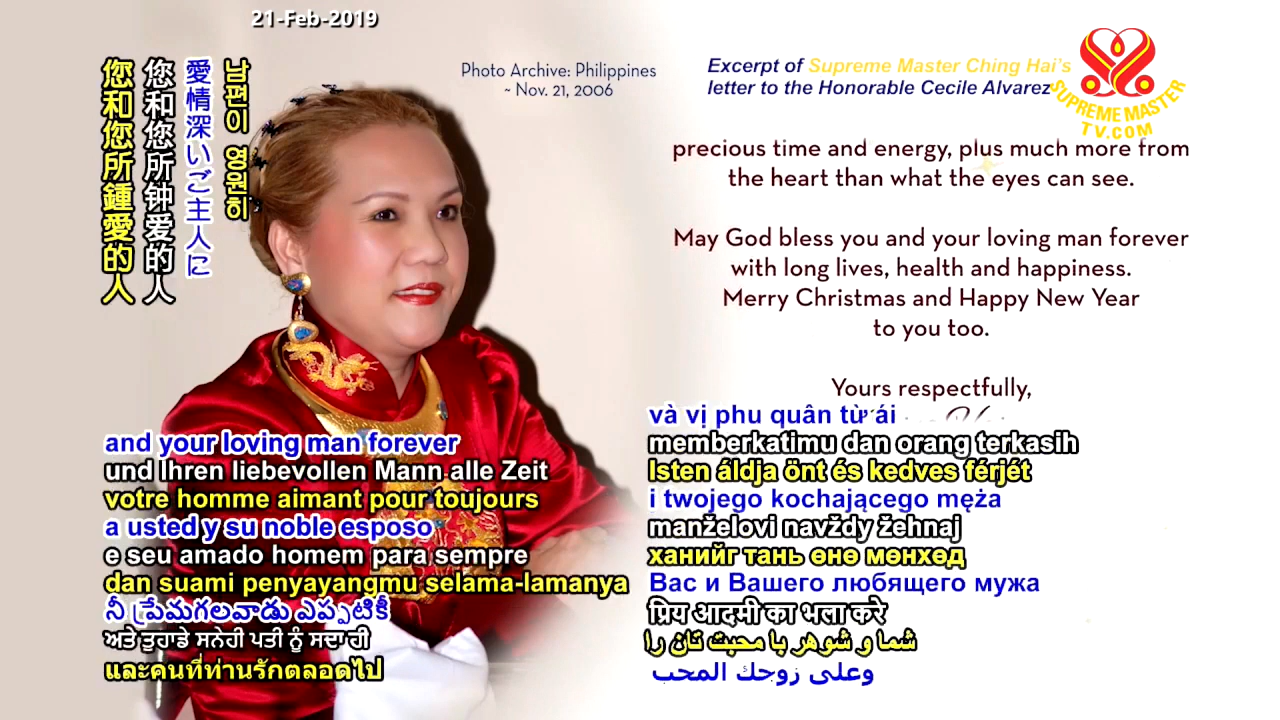 21-Feb-2019
您和您所鍾愛的人
您和您所钟爱的人
愛情深いご主人に
남편이 영원히
Photo Archive: Philippines
~ Nov. 21, 2006
Excerpt of Supreme Master Ching Hai's
letter to the Honorable Cecile Alvarez
SUPREME MASTER
TV.COM
precious time and energy, plus much more from
the heart than what the eyes can see.
May God bless you and your loving man forever
with long lives, health and happiness.
Merry Christmas and Happy New Year
to you too.
Yours respectfully,
and your loving man forever
und Ihren liebevollen Mann alle Zeit
votre homme aimant pour toujours
a usted y su noble esposo
e seu amado homem para sempre
dan suami penyayangmu selama-lamanya
నీ ప్రేమగలవాడు ఎప్పటికీ
ਅਤੇ ਤੁਹਾਡੇ ਸਨੇਹੀ ਪਤੀ ਨੂੰ ਸਦਾ ਹੀ
และคนที่ท่านรักตลอดไป
và vị phu quân từ ái
memberkatimu dan orang terkasih
Isten áldja önt és kedves férjét
i twojego kochającego męża
manželovi navždy žehnaj
ханийг тань өнө мөнхөд
Вас и Вашего любящего мужа
प्रिय आदमी का भला करे
شما و شوهر با محبت تان را
وعلى زوجك المحب